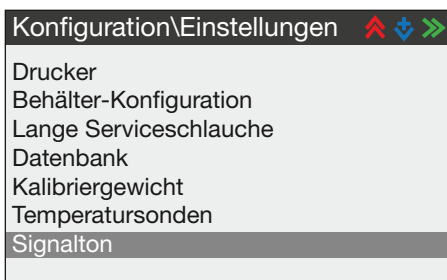 Konfiguration\Einstellungen
Drucker
Behälter-Konfiguration
Lange Serviceschlauche
Datenbank
Kalibriergewicht
Temperatursonden
Signalton